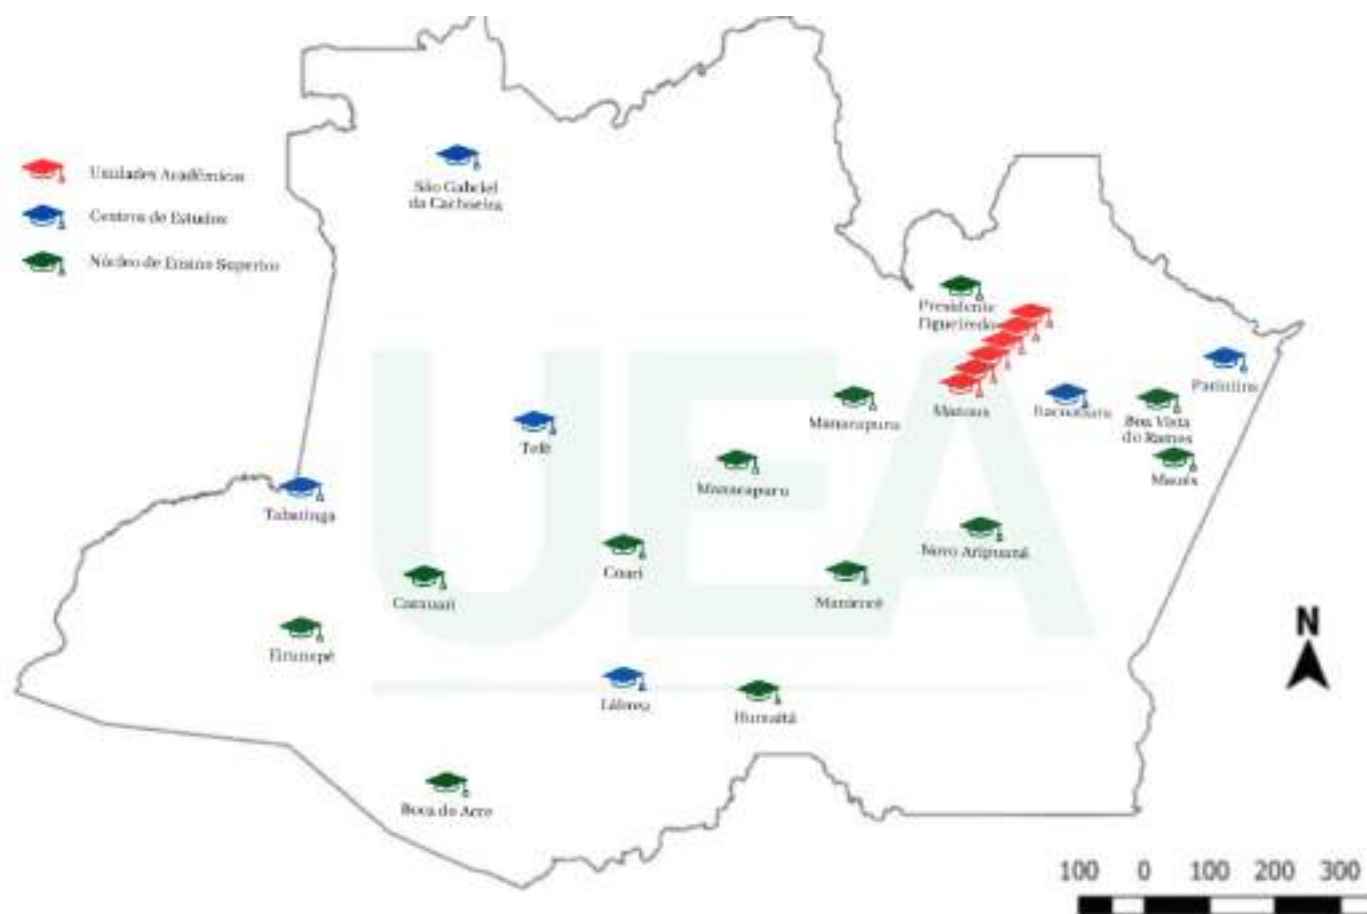 Unidades Acadêmicas
Centros de Estudos
Núcleo de Ensino Superior
São Gabriel
da Cachoeira
Presidente
Figueiredo
Manaus
Itacoatiara
Parintins
Boa Vista
do Ramos
Maués
Manacapuru
Tefé
Tabatinga
Novo Aripuanã
Coari
Carauari
Eirunepé
Lábrea
Humaitá
Boca do Acre
UEA
N
100 0 100 200 300